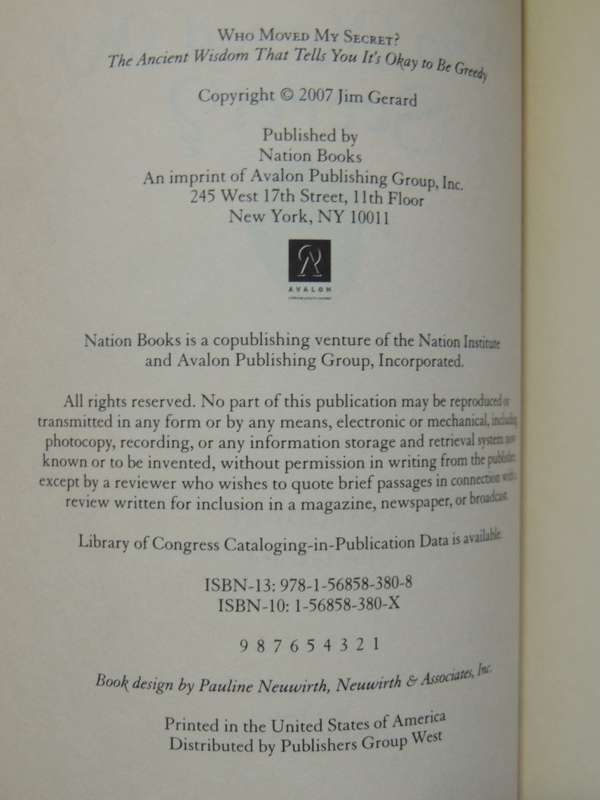 WHO MOVED MY SECRET?
The Ancient Wisdom That Tells You It's Okay to Be Greedy
Copyright © 2007 Jim Gerard
Published by
Nation Books
An imprint of Avalon Publishing Group, Inc.
245 West 17th Street, 11th Floor
New York, NY 10011
AVALON
Nation Books is a copublishing venture of the Nation Institute
and Avalon Publishing Group, Incorporated.
All rights reserved. No part of this publication may be reproduced or
transmitted in any form or by any means, electronic or mechanical, including
photocopy, recording, or any information storage and retrieval system now
known or to be invented, without permission in writing from the publisher,
except by a reviewer who wishes to quote brief passages in connection with a
review written for inclusion in a magazine, newspaper, or broadcast.
Library of Congress Cataloging-in-Publication Data is available.
ISBN-13: 978-1-56858-380-8
ISBN-10: 1-56858-380-X
9 8 7 6 5 4 3 2 1
Book design by Pauline Neuwirth, Neuwirth & Associates, Inc.
Printed in the United States of America
Distributed by Publishers Group West